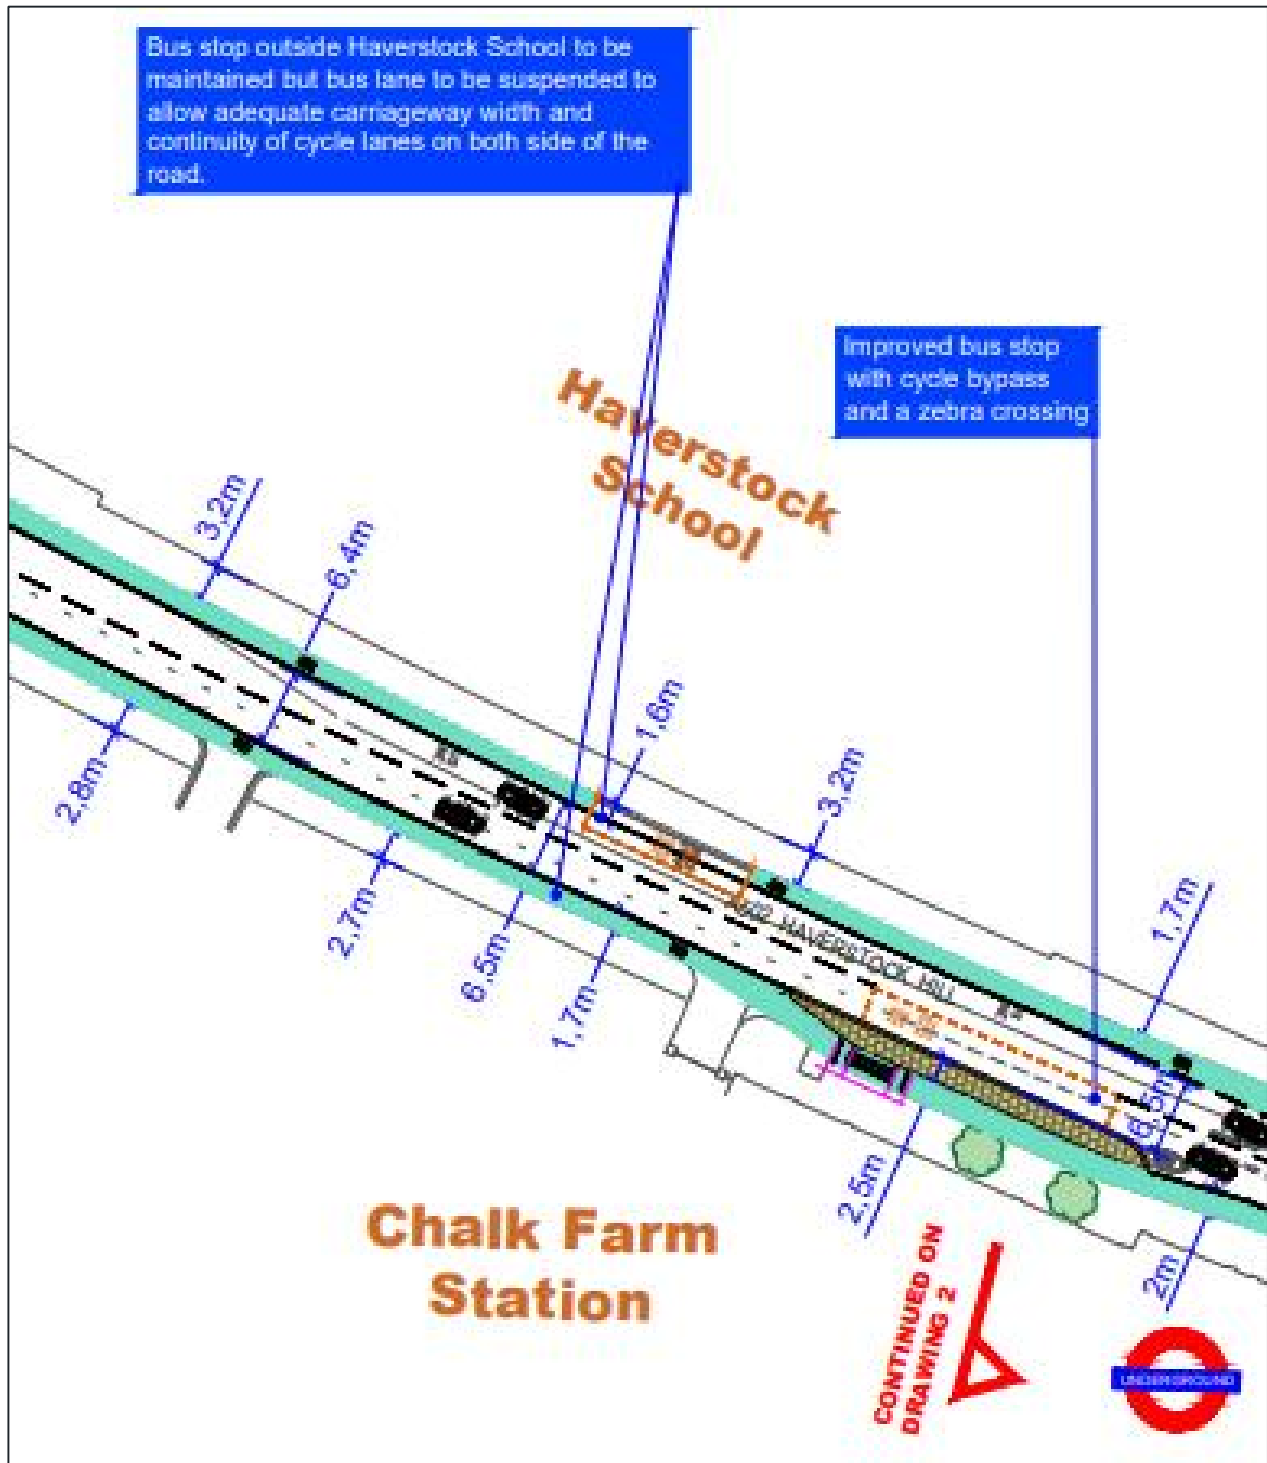 Bus stop outside Haverstock School to be
maintained but bus lane to be suspended to
allow adequate carriageway width and
continuity of cycle lanes on both side of the
road.
Improved bus stop
with cycle bypass
and a zebra crossing
Haverstock
School
3,2m
6,4m
1,6m
3,2m
1,7m
2,8m
2,7m
6,5m
1,7m
HAVERSTOCK HILL
6,5m
2,5m
2m
Chalk Farm
Station
CONTINUED ON
DRAWING 2
UNDERGROUND